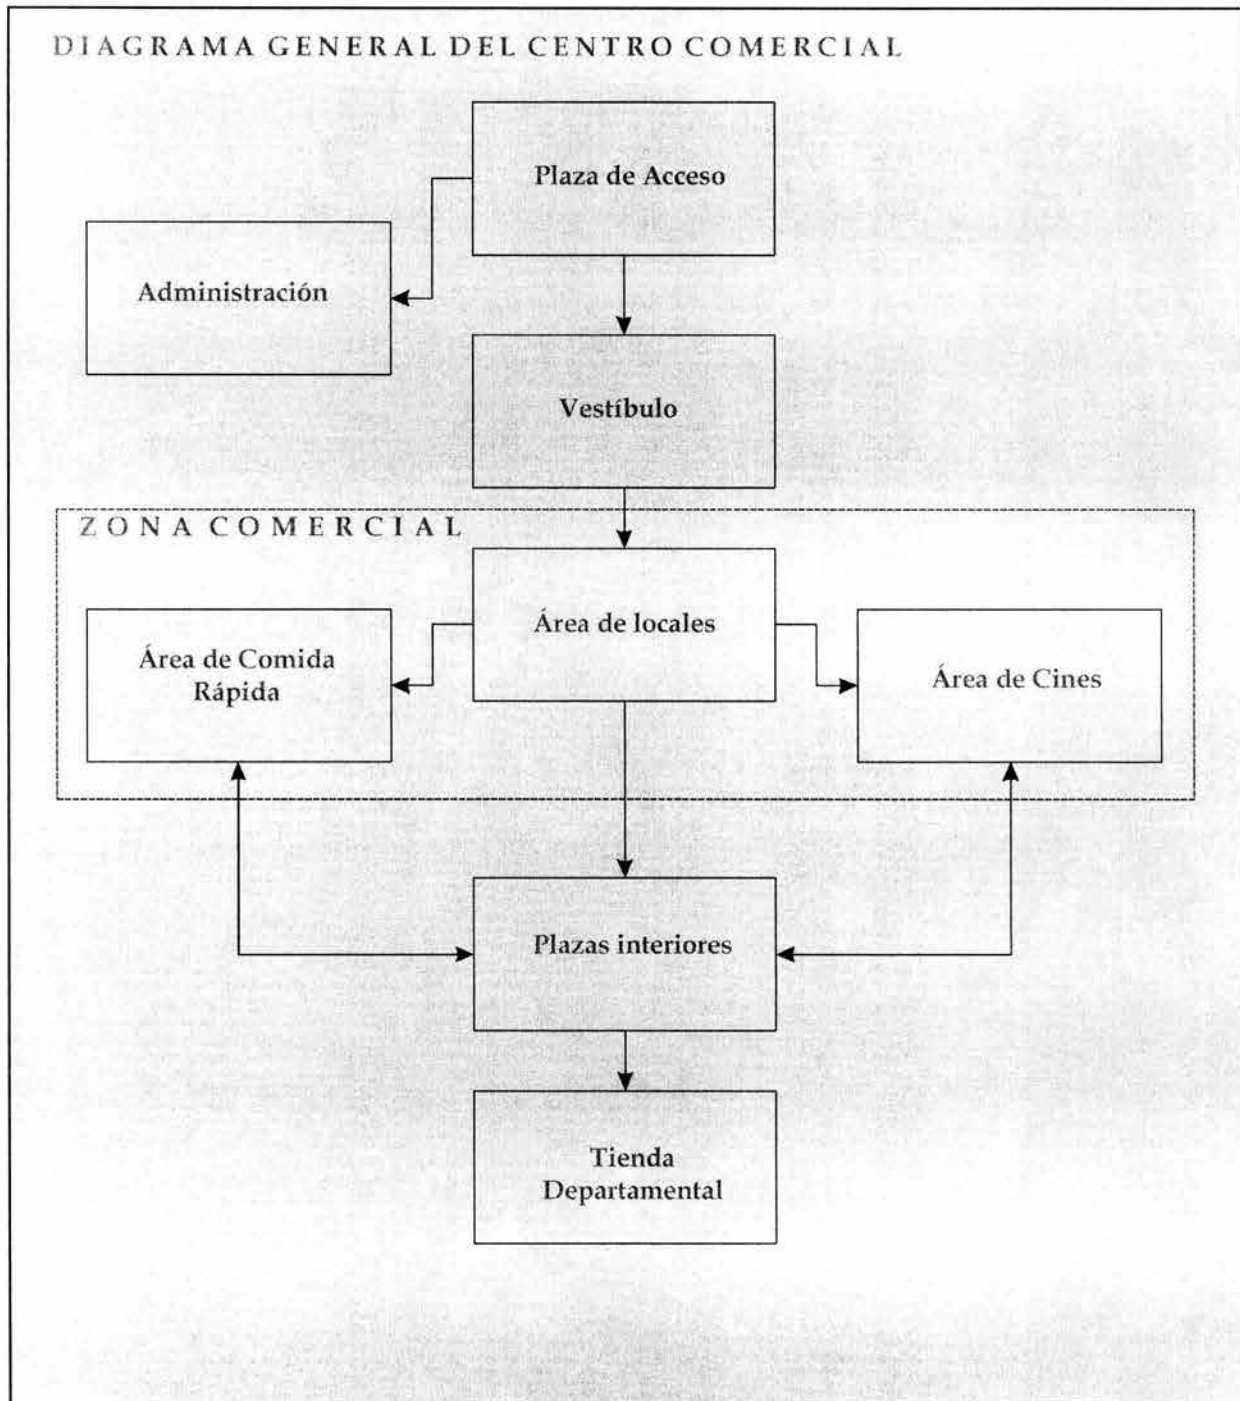 DIAGRAMA GENERAL DEL CENTRO COMERCIAL
Plaza de Acceso
Administración
Vestíbulo
ZONA COMERCIAL
Área de locales
Área de Comida
Rápida
Área de Cines
Plazas interiores
Tienda
Departamental